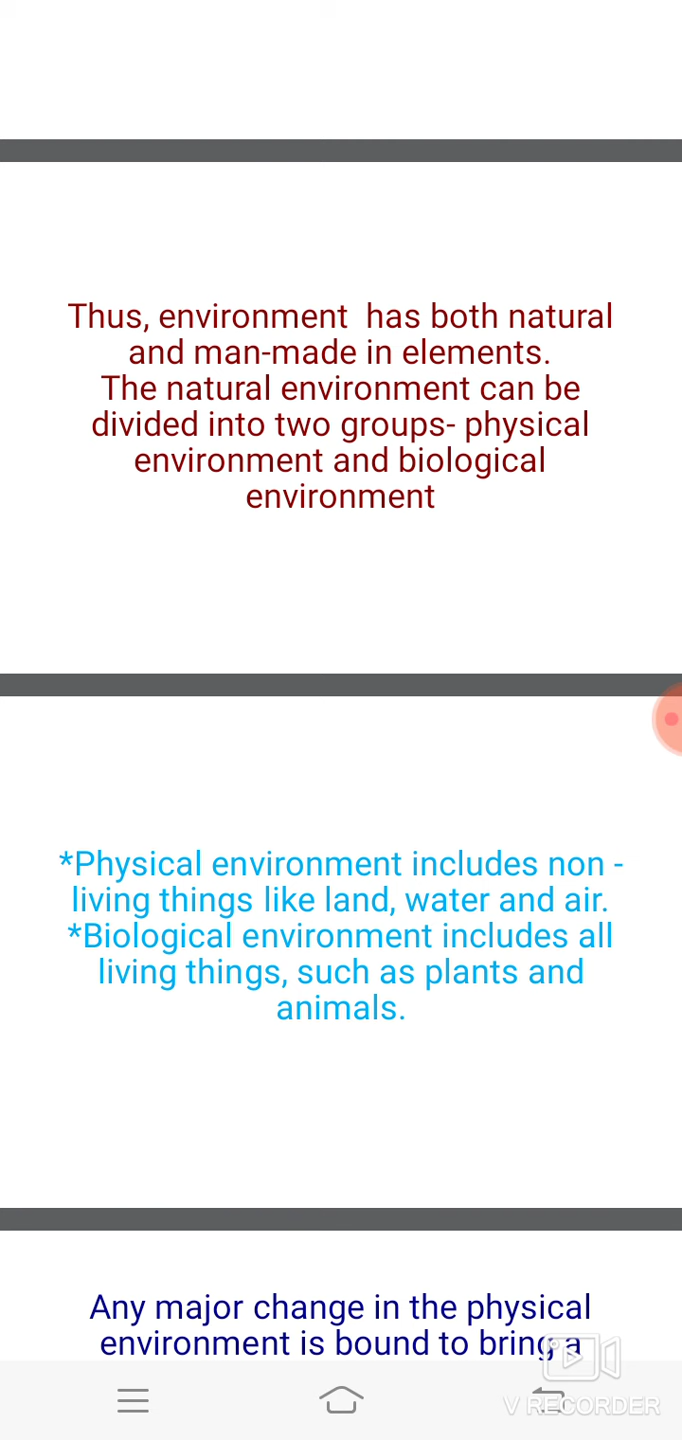 Thus, environment  has both natural
and man-made in elements.
The natural environment can be
divided into two groups- physical
environment and biological
environment
*Physical environment includes non -
living things like land, water and air.
*Biological environment includes all
living things, such as plants and
animals.
Any major change in the physical
environment is bound to bring a
V RECORDER